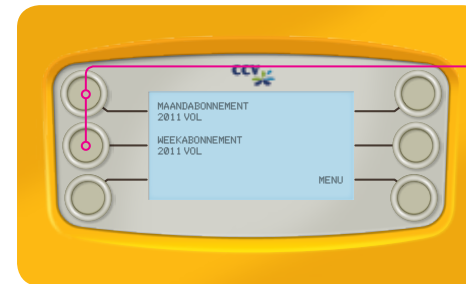 CCV
MAANDABONNEMENT
2011 VOL
WEEKABONNEMENT
2011 VOL
MENU